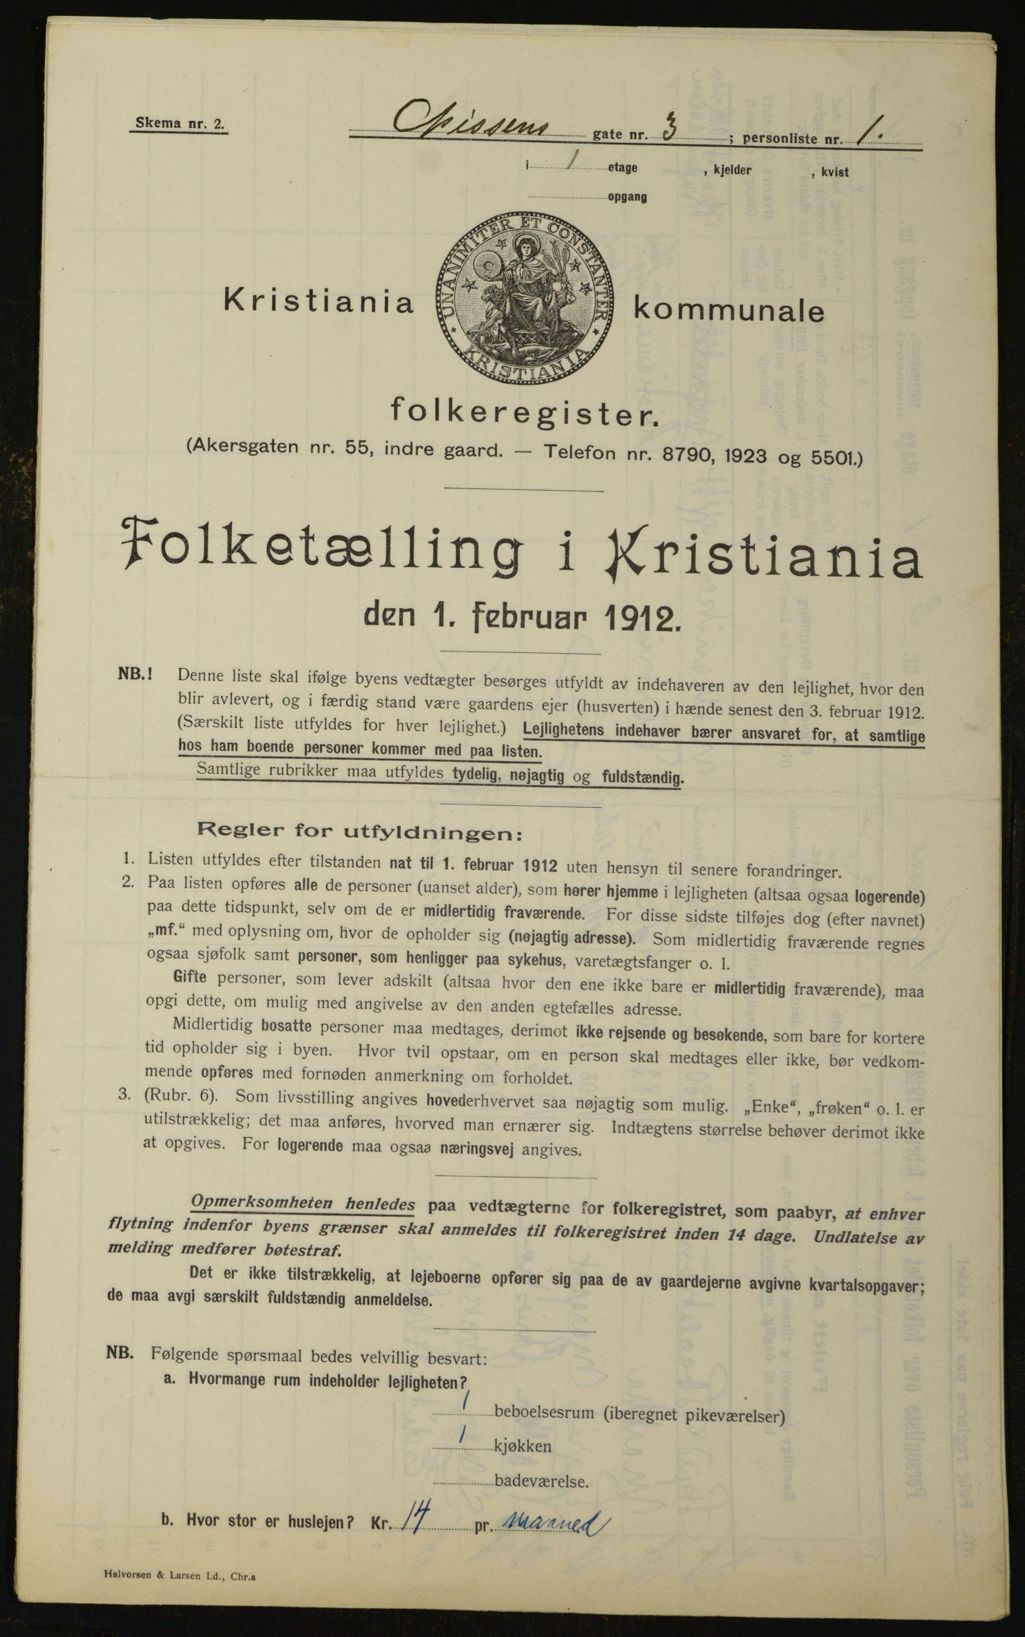 Skema nr. 2.
Nissens gate nr. 3 ; personliste nr. 1.
i 1 etage , kjelder , kvist
opgang
UNANIMITER ET CONSTANTER
KRISTIANIA
Kristiania kommunale
folkeregister.
(Akersgaten nr. 55, indre gaard. — Telefon nr. 8790, 1923 og 5501.)
Folketælling i Kristiania
den 1. februar 1912.
NB.! Denne liste skal ifølge byens vedtægter besørges utfyldt av indehaveren av den lejlighet, hvor den
blir avlevert, og i færdig stand være gaardens ejer (husverten) i hænde senest den 3. februar 1912.
(Særskilt liste utfyldes for hver lejlighet.) Lejlighetens indehaver bærer ansvaret for, at samtlige
hos ham boende personer kommer med paa listen.
Samtlige rubrikker maa utfyldes tydelig, nøjagtig og fuldstændig.
Regler for utfyldningen:
1. Listen utfyldes efter tilstanden nat til 1. februar 1912 uten hensyn til senere forandringer.
2. Paa listen opføres alle de personer (uanset alder), som hører hjemme i lejligheten (altsaa ogsaa logerende)
paa dette tidspunkt, selv om de er midlertidig fraværende. For disse sidste tilføjes dog (efter navnet)
„mf.“ med oplysning om, hvor de opholder sig (nøjagtig adresse). Som midlertidig fraværende regnes
ogsaa sjøfolk samt personer, som henligger paa sykehus, varetægtsfanger o. l.
Gifte personer, som lever adskilt (altsaa hvor den ene ikke bare er midlertidig fraværende), maa
opgi dette, om mulig med angivelse av den anden egtefælles adresse.
Midlertidig bosatte personer maa medtages, derimot ikke rejsende og besøkende, som bare for kortere
tid opholder sig i byen. Hvor tvil opstaar, om en person skal medtages eller ikke, bør vedkom-
mende opføres med fornøden anmerkning om forholdet.
3. (Rubr. 6). Som livsstilling angives hovederhvervet saa nøjagtig som mulig. „Enke“, „frøken“ o. l. er
utilstrækkelig; det maa anføres, hvorved man ernærer sig. Indtægtens størrelse behøver derimot ikke
at opgives. For logerende maa ogsaa næringsvej angives.
Opmerksomheten henledes paa vedtægterne for folkeregistret, som paabyr, at enhver
flytning indenfor byens grænser skal anmeldes til folkeregistret inden 14 dage. Undlatelse av
melding medfører bøtestraf.
Det er ikke tilstrækkelig, at lejeboerne opfører sig paa de av gaardejerne avgivne kvartalsopgaver;
de maa avgi særskilt fuldstændig anmeldelse.
NB. Følgende spørsmaal bedes velvillig besvart:
a. Hvormange rum indeholder lejligheten?
1 beboelsesrum (iberegnet pikeværelser)
1 kjøkken
badeværelse.
b. Hvor stor er huslejen? Kr. 14 pr. maaned
Halvorsen & Larsen Ld., Chr.a